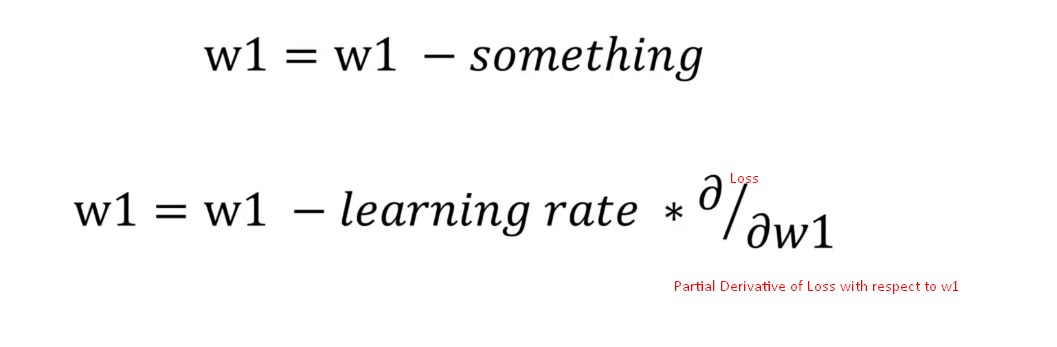 w1 = w1 − something
w1 = w1 − learning rate * ∂Loss/∂w1
Partial Derivative of Loss with respect to w1